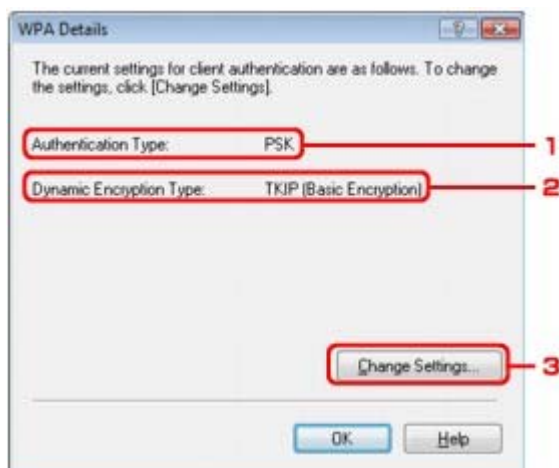 WPA Details
The current settings for client authentication are as follows. To change
the settings, click [Change Settings].
Authentication Type: PSK 1
Dynamic Encryption Type: TKIP (Basic Encryption) 2
Change Settings... 3
OK Help